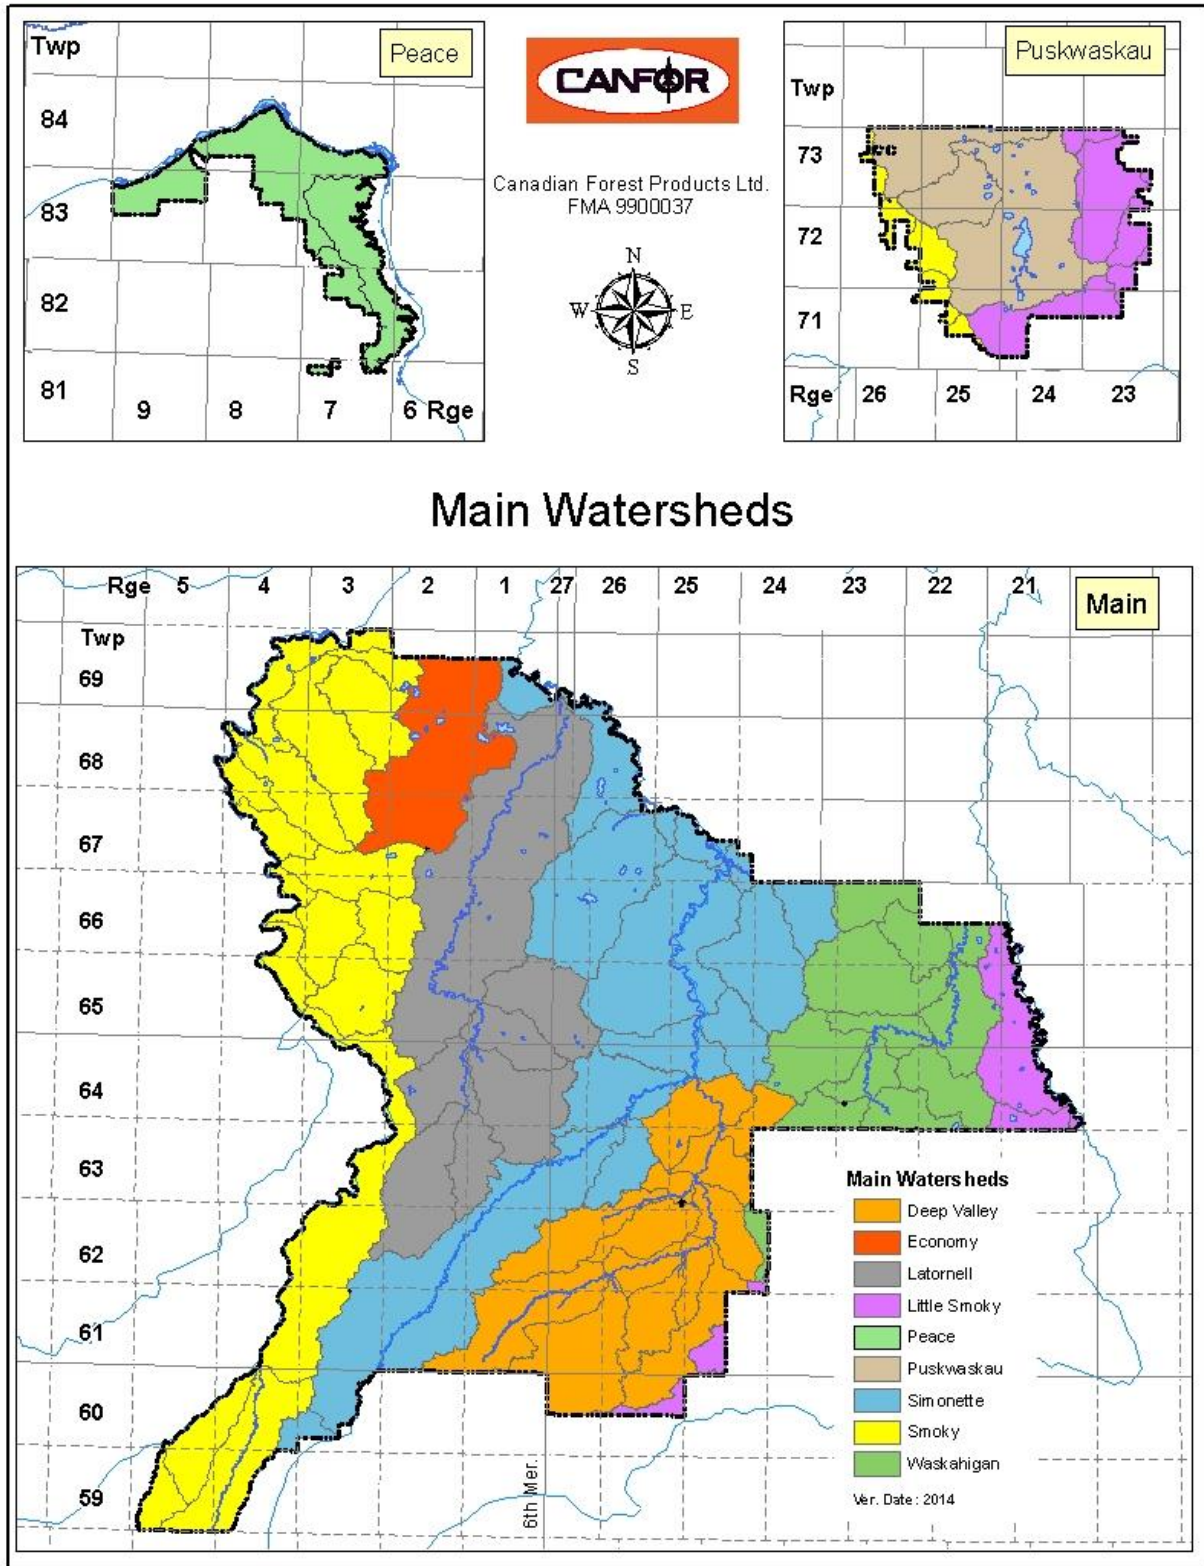 Twp
Peace
84
83
82
81
9 8 7 6 Rge
CANFOR
Canadian Forest Products Ltd.
FMA 9900037
N
W E
S
Puskwaskau
Twp
73
72
71
Rge 26 25 24 23
Main Watersheds
Rge 5 4 3 2 1 27 26 25 24 23 22 21
Main
Twp
69
68
67
66
65
64
63
62
61
60
59
6th Mer.
Main Watersheds
Deep Valley
Economy
Latornell
Little Smoky
Peace
Puskwaskau
Simonette
Smoky
Waskahigan
Ver. Date: 2014